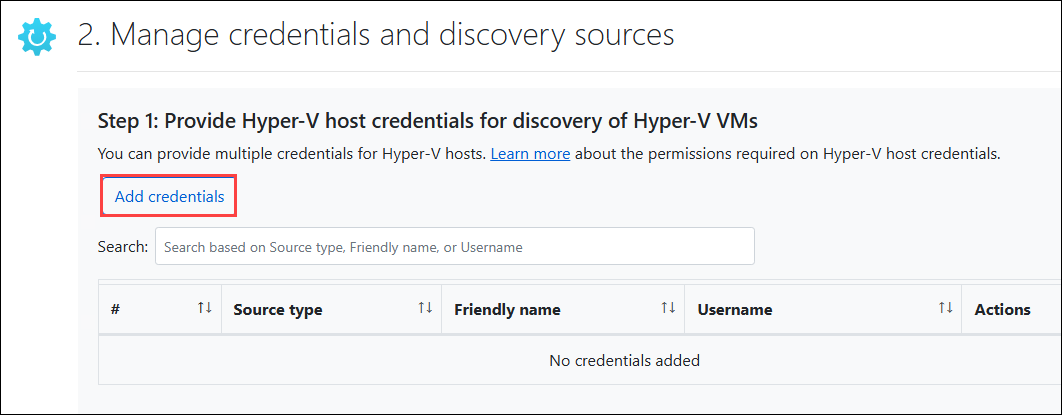 2. Manage credentials and discovery sources
Step 1: Provide Hyper-V host credentials for discovery of Hyper-V VMs
You can provide multiple credentials for Hyper-V hosts. Learn more about the permissions required on Hyper-V host credentials.
Add credentials
Search: Search based on Source type, Friendly name, or Username
# Source type Friendly name Username Actions
No credentials added